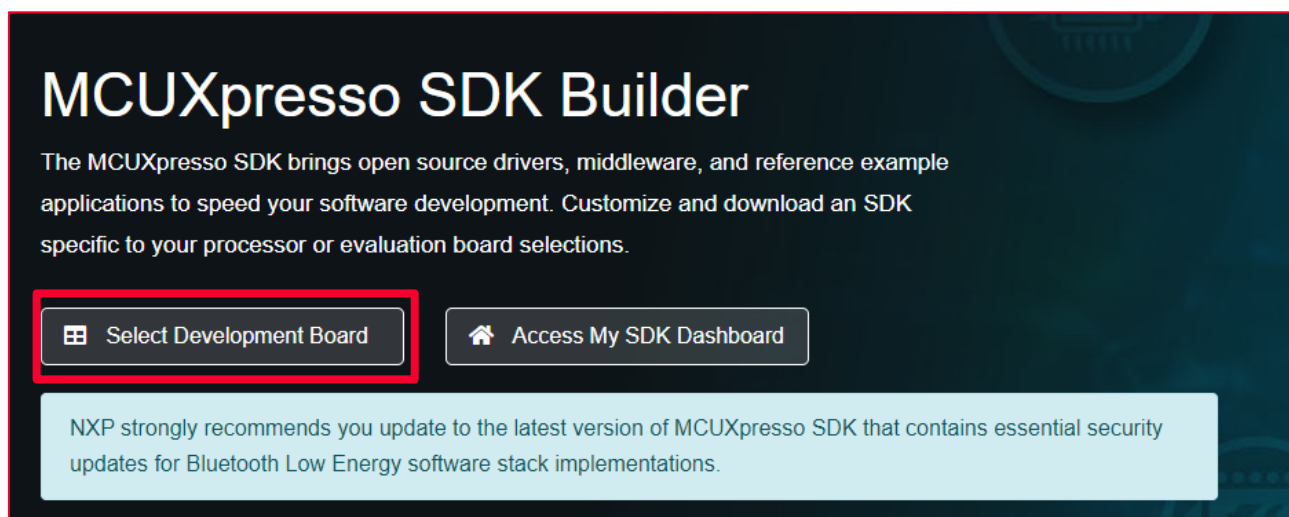 MCUXpresso SDK Builder
The MCUXpresso SDK brings open source drivers, middleware, and reference example
applications to speed your software development. Customize and download an SDK
specific to your processor or evaluation board selections.
Select Development Board
Access My SDK Dashboard
NXP strongly recommends you update to the latest version of MCUXpresso SDK that contains essential security
updates for Bluetooth Low Energy software stack implementations.